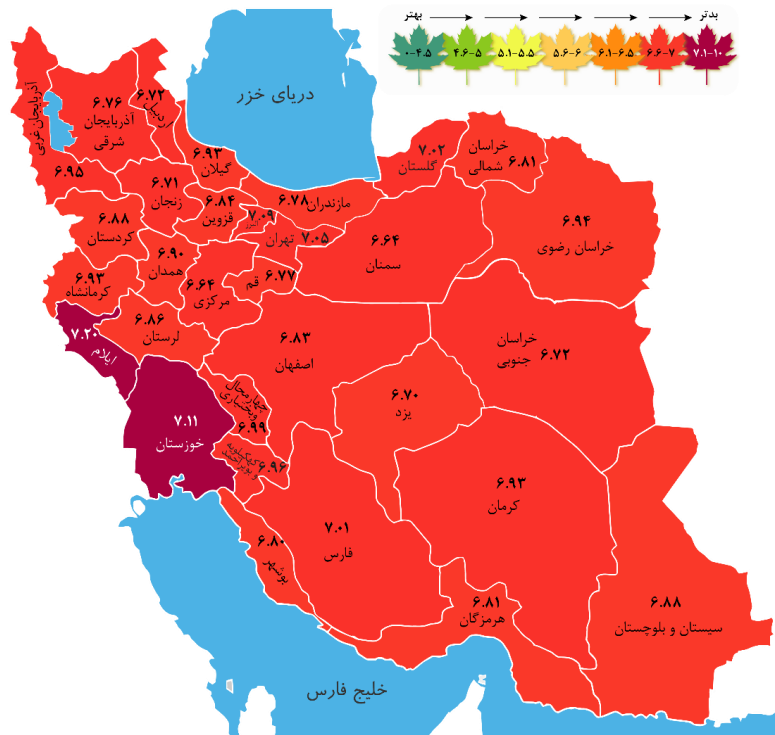 بهتر
بدتر
۰-۴.۵
۴.۶-۵
۵.۱-۵.۵
۵.۶-۶
۶.۱-۶.۵
۶.۶-۷
۷.۱-۱۰
دریای خزر
آذربایجان غربی
۶.۹۵
۶.۷۶
آذربایجان
شرقی
۶.۷۲
اردبیل
۶.۹۳
گیلان
۷.۰۲
گلستان
خراسان
شمالی ۶.۸۱
۶.۷۱
زنجان
۶.۸۴
قزوین
۷.۰۹
البرز
۶.۷۸ مازندران
تهران ۷.۰۵
۶.۹۴
خراسان رضوی
۶.۸۸
کردستان
۶.۹۰
همدان
۶.۶۴
مرکزی
قم ۶.۷۷
۶.۶۴
سمنان
۶.۹۳
کرمانشاه
۷.۲۰
ایلام
۶.۸۶
لرستان
۶.۸۳
اصفهان
خراسان
جنوبی ۶.۷۲
۷.۱۱
خوزستان
چهارمحال
وبختیاری
۶.۹۹
۶.۷۰
یزد
کهکیلویه
و بویراحمد
۶.۹۶
۶.۹۳
کرمان
۷.۰۱
فارس
۶.۸۰
بوشهر
۶.۸۱
هرمزگان
۶.۸۸
سیستان و بلوچستان
خلیج فارس